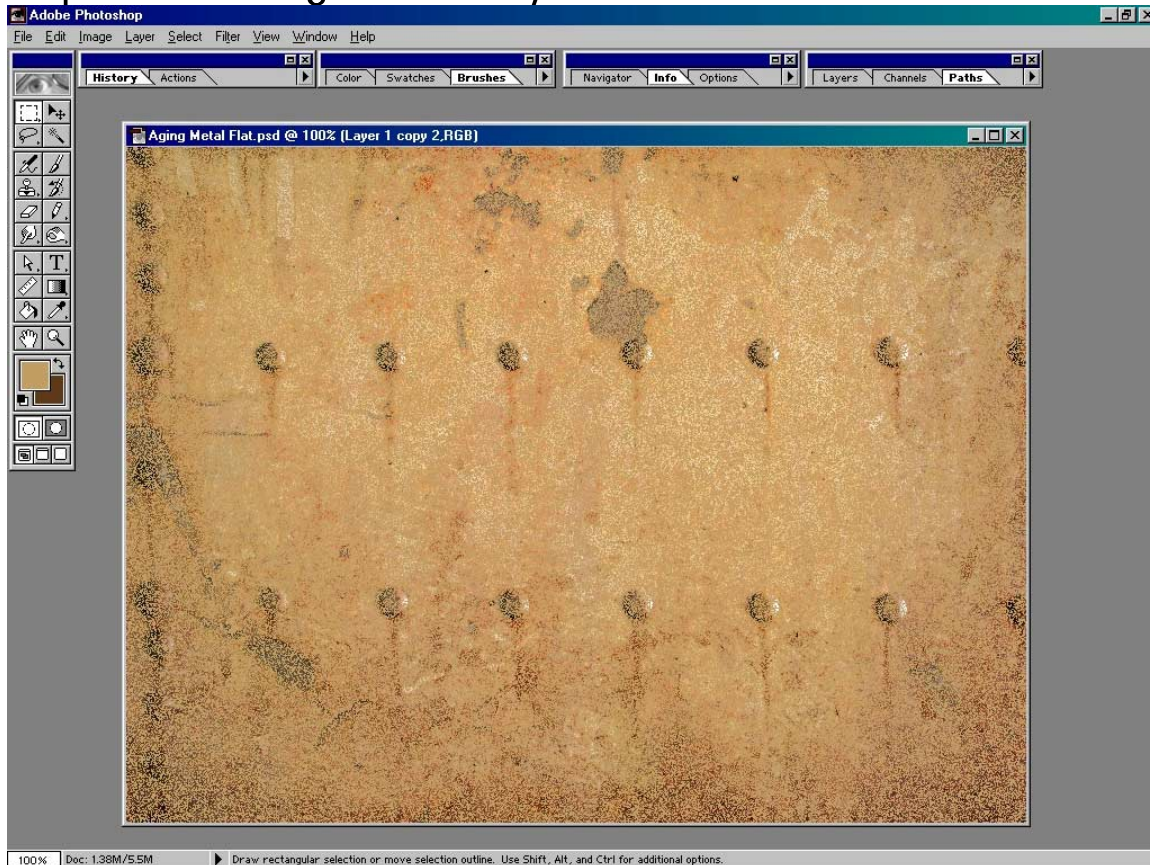 Adobe Photoshop
File Edit Image Layer Select Filter View Window Help
History Actions Color Swatches Brushes Navigator Info Options Layers Channels Paths
Aging Metal Flat.psd @ 100% (Layer 1 copy 2,RGB)
T
100% Doc: 1.38M/5.5M Draw rectangular selection or move selection outline. Use Shift, Alt, and Ctrl for additional options.